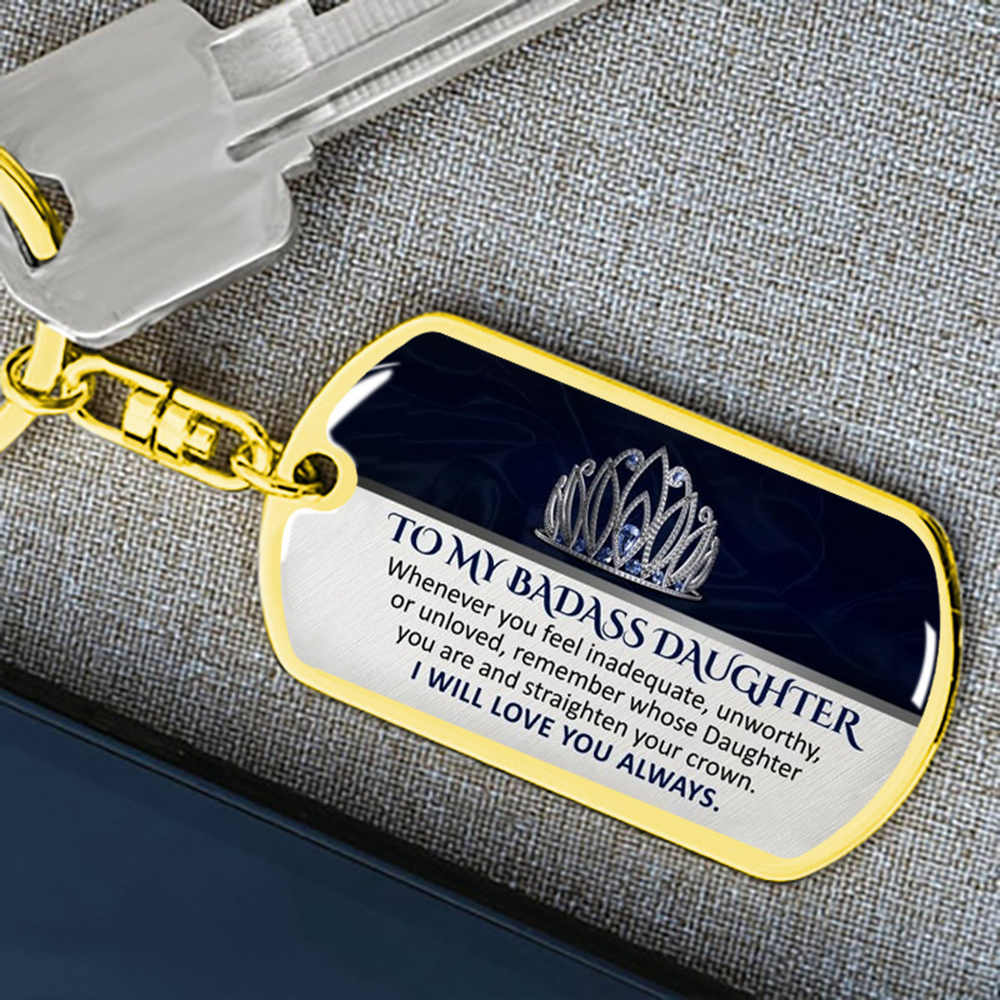 TO MY BADASS DAUGHTER
Whenever you feel inadequate, unworthy,
or unloved, remember whose Daughter
you are and straighten your crown.
I WILL LOVE YOU ALWAYS.